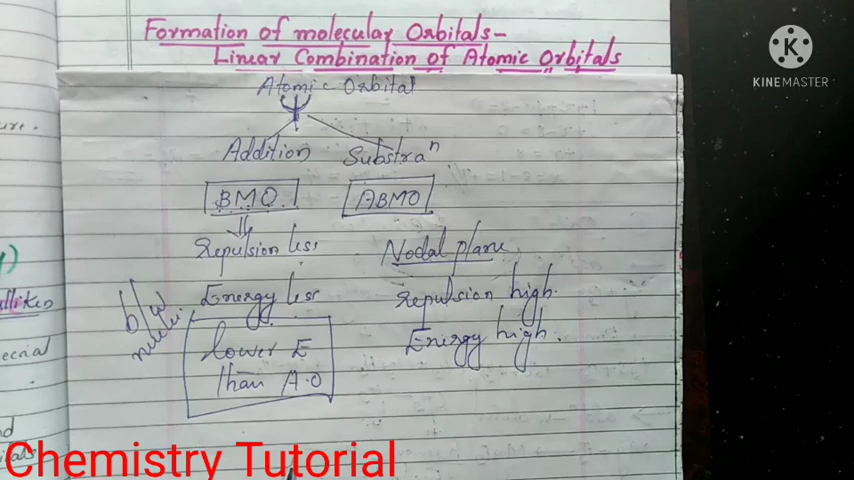 Formation of molecular Orbitals-
Linear Combination of Atomic Orbitals
KINEMASTER
Atomic Orbital
ψ
Addition Substraⁿ
BMO ABMO
Repulsion less Nodal plane
b/w nuclei. Energy less Repulsion high.
lower E Energy high.
than A.O
Chemistry Tutorial